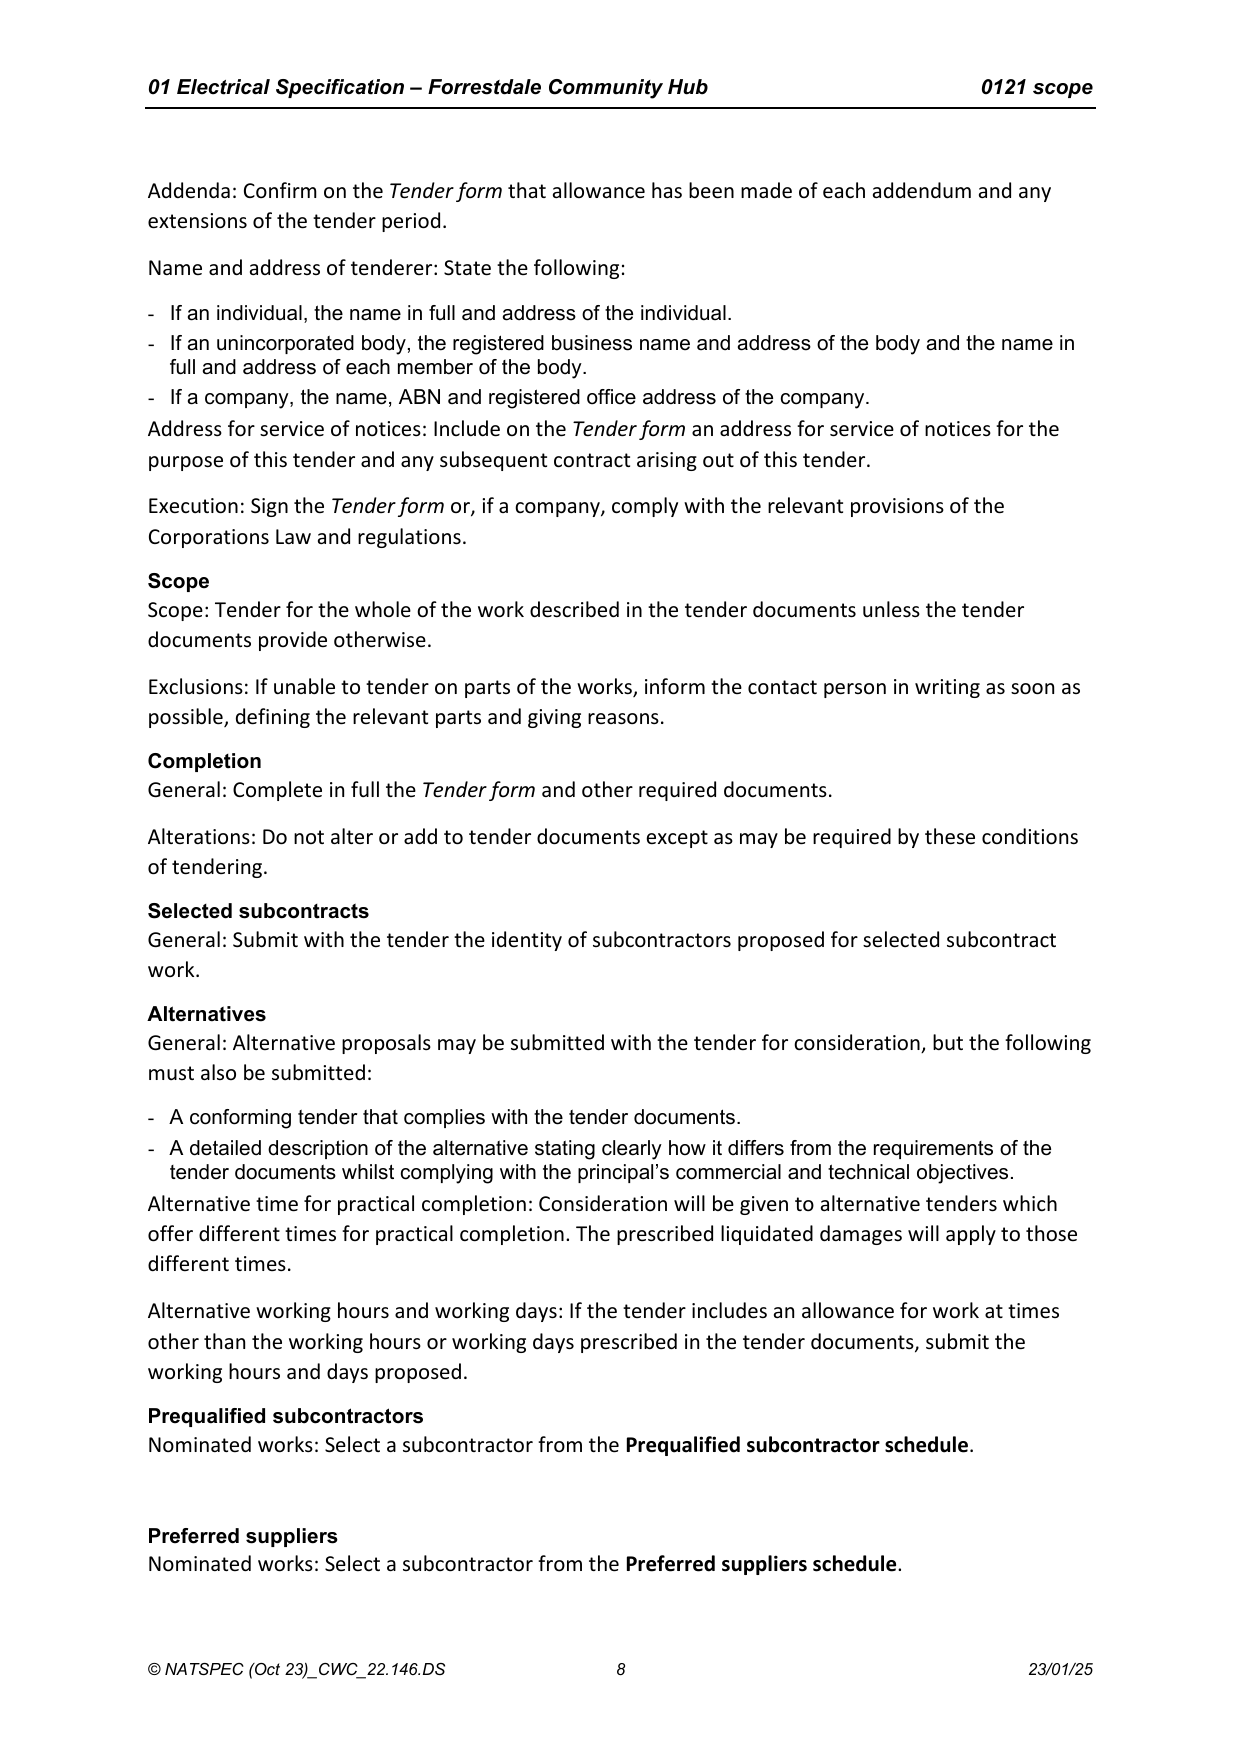 01 Electrical Specification – Forrestdale Community Hub 0121 scope
Addenda: Confirm on the Tender form that allowance has been made of each addendum and any
extensions of the tender period.
Name and address of tenderer: State the following:
- If an individual, the name in full and address of the individual.
- If an unincorporated body, the registered business name and address of the body and the name in
full and address of each member of the body.
- If a company, the name, ABN and registered office address of the company.
Address for service of notices: Include on the Tender form an address for service of notices for the
purpose of this tender and any subsequent contract arising out of this tender.
Execution: Sign the Tender form or, if a company, comply with the relevant provisions of the
Corporations Law and regulations.
Scope
Scope: Tender for the whole of the work described in the tender documents unless the tender
documents provide otherwise.
Exclusions: If unable to tender on parts of the works, inform the contact person in writing as soon as
possible, defining the relevant parts and giving reasons.
Completion
General: Complete in full the Tender form and other required documents.
Alterations: Do not alter or add to tender documents except as may be required by these conditions
of tendering.
Selected subcontracts
General: Submit with the tender the identity of subcontractors proposed for selected subcontract
work.
Alternatives
General: Alternative proposals may be submitted with the tender for consideration, but the following
must also be submitted:
- A conforming tender that complies with the tender documents.
- A detailed description of the alternative stating clearly how it differs from the requirements of the
tender documents whilst complying with the principal’s commercial and technical objectives.
Alternative time for practical completion: Consideration will be given to alternative tenders which
offer different times for practical completion. The prescribed liquidated damages will apply to those
different times.
Alternative working hours and working days: If the tender includes an allowance for work at times
other than the working hours or working days prescribed in the tender documents, submit the
working hours and days proposed.
Prequalified subcontractors
Nominated works: Select a subcontractor from the Prequalified subcontractor schedule.
Preferred suppliers
Nominated works: Select a subcontractor from the Preferred suppliers schedule.
© NATSPEC (Oct 23)_CWC_22.146.DS 8 23/01/25